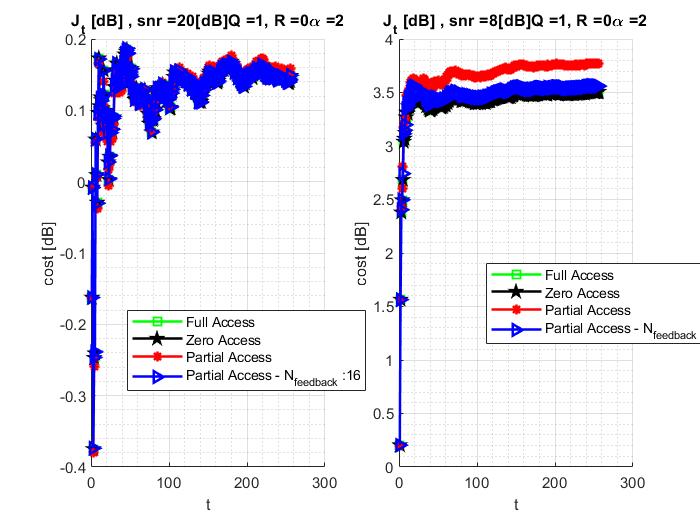 J_t [dB] , snr =20[dB]Q =1, R =0α =2
cost [dB]
0.2
0.1
0
-0.1
-0.2
-0.3
-0.4
0
100
200
300
t
Full Access
Zero Access
Partial Access
Partial Access - N_feedback :16
J_t [dB] , snr =8[dB]Q =1, R =0α =2
cost [dB]
4
3.5
3
2.5
2
1.5
1
0.5
0
0
100
200
300
t
Full Access
Zero Access
Partial Access
Partial Access - N_feedback